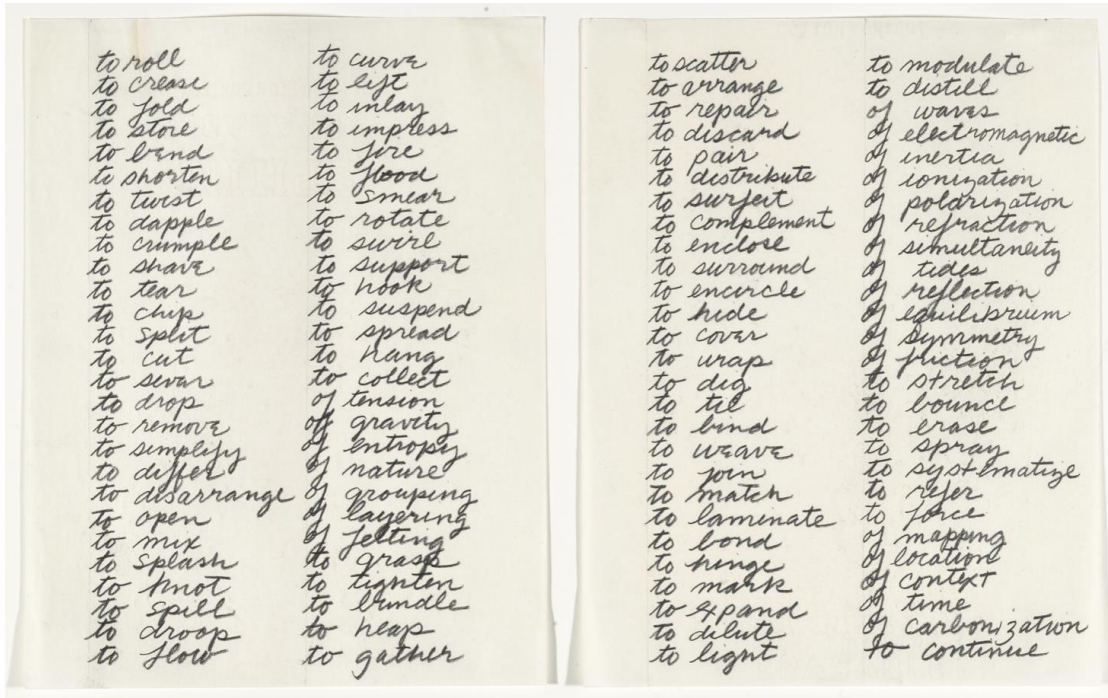 to roll
to crease
to fold
to store
to bend
to shorten
to twist
to dapple
to crumple
to shave
to tear
to chip
to split
to cut
to sever
to drop
to remove
to simplify
to differ
to disarrange
to open
to mix
to splash
to knot
to spill
to droop
to flow
to curve
to lift
to inlay
to impress
to fire
to flood
to smear
to rotate
to swirl
to support
to hook
to suspend
to spread
to hang
to collect
of tension
of gravity
of entropy
of nature
of grouping
of layering
of felting
to grasp
to tighten
to bundle
to heap
to gather
to scatter
to arrange
to repair
to discard
to pair
to distribute
to surfeit
to complement
to enclose
to surround
to encircle
to hide
to cover
to wrap
to dig
to tie
to bind
to weave
to join
to match
to laminate
to bond
to hinge
to mark
to expand
to dilute
to light
to modulate
to distill
of waves
of electromagnetic
of inertia
of ionization
of polarization
of refraction
of simultaneity
of tides
of reflection
of equilibrium
of symmetry
of friction
to stretch
to bounce
to erase
to spray
to systematize
to refer
to force
of mapping
of location
of context
of time
of carbonization
to continue